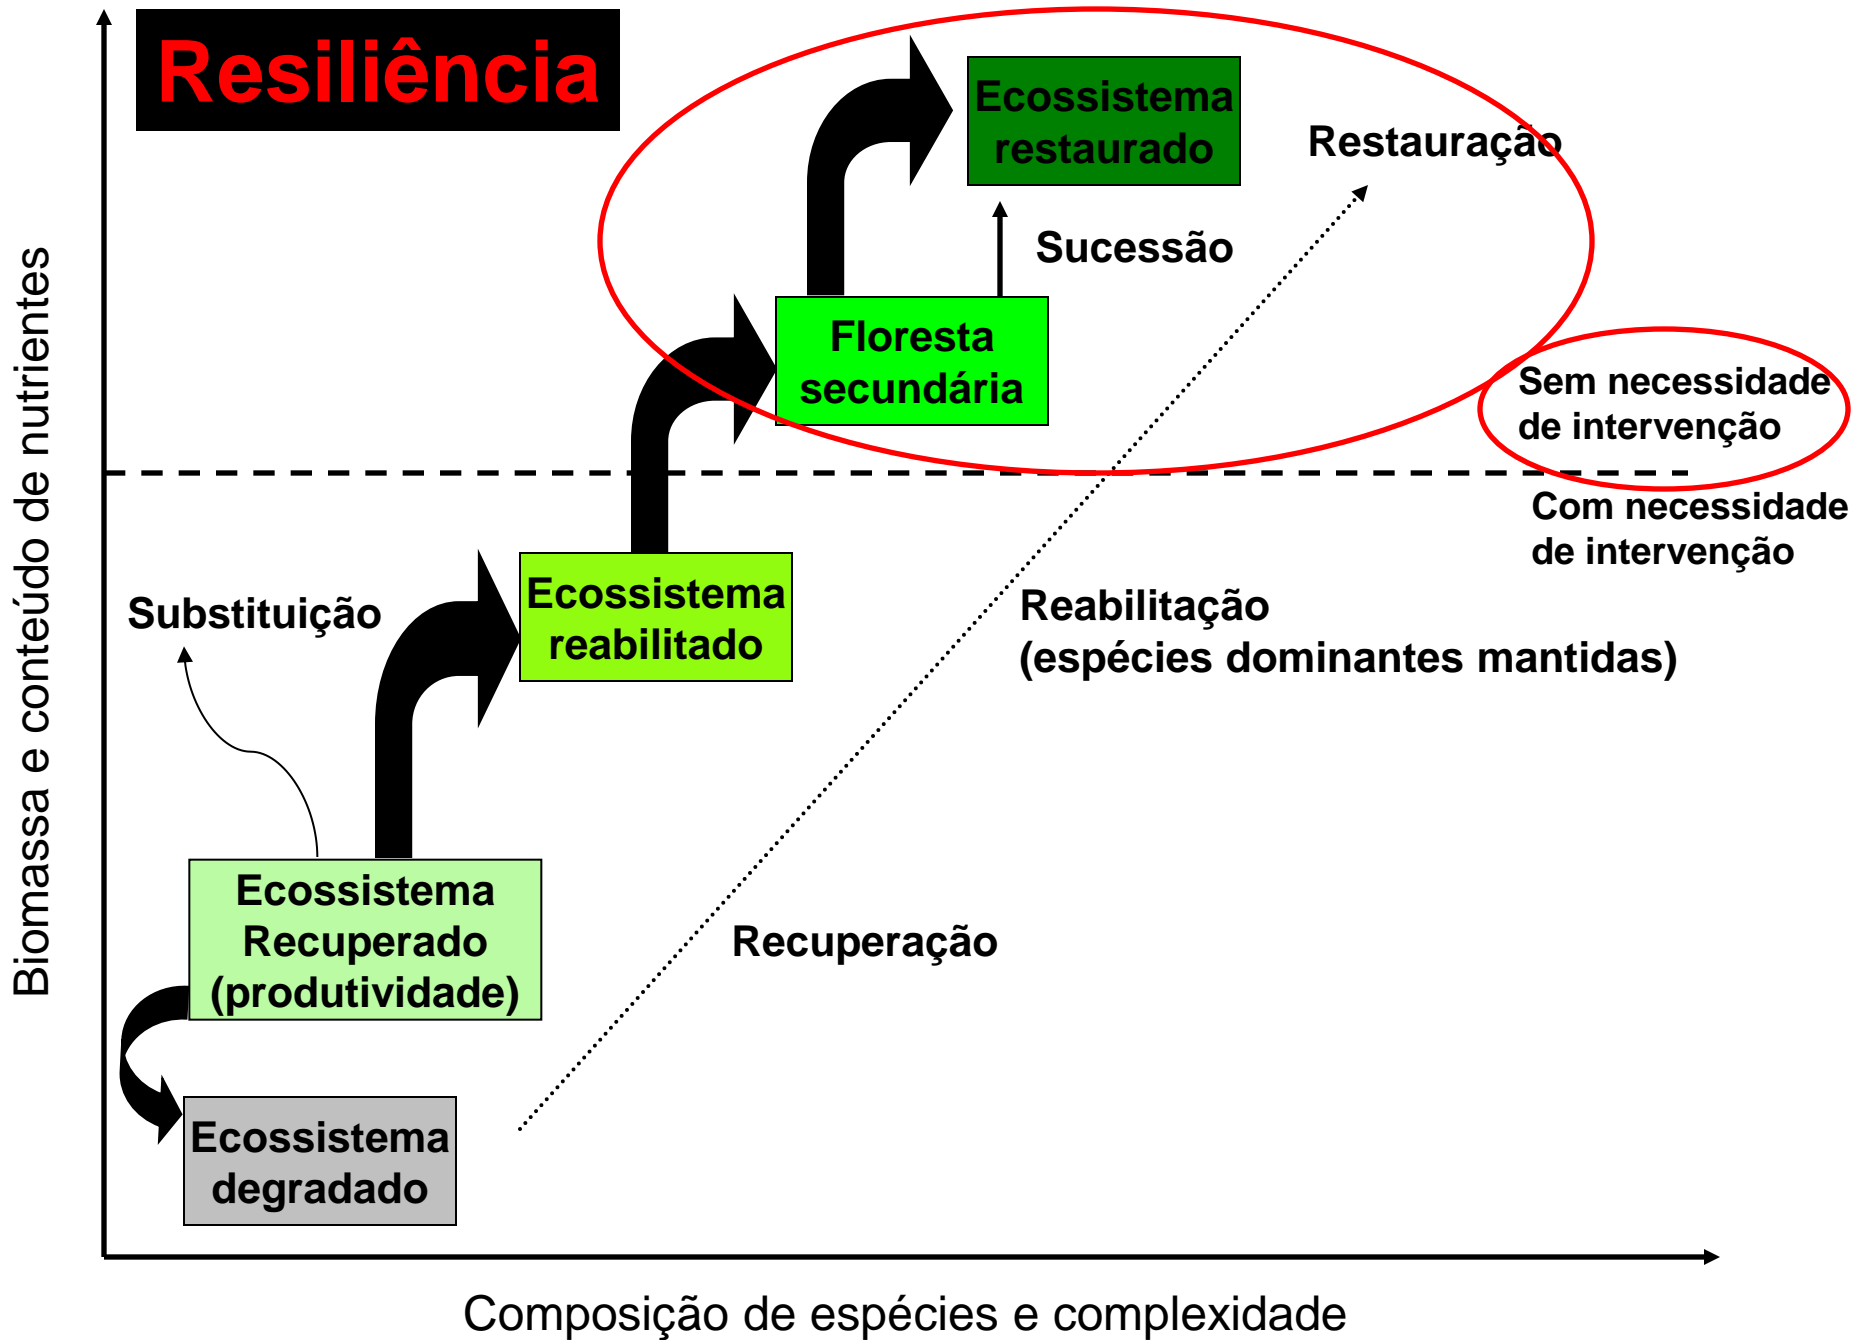 Resiliência
Ecossistema
restaurado
Restauração
Sucessão
Floresta
secundária
Sem necessidade
de intervenção
Com necessidade
de intervenção
Ecossistema
reabilitado
Substituição
Reabilitação
(espécies dominantes mantidas)
Ecossistema
Recuperado
(produtividade)
Recuperação
Ecossistema
degradado
Biomassa e conteúdo de nutrientes
Composição de espécies e complexidade